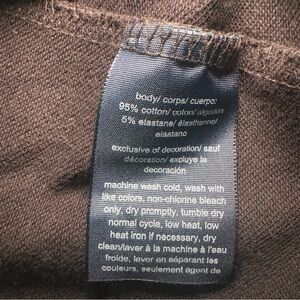 body/ corps/ cuerpo:
95% cotton/ coton/ algodón
5% elastane/ élasthanne/
elastano
exclusive of decoration/ sauf
décoration/ excluye la
decoración
machine wash cold, wash with
like colors, non-chlorine bleach
only, dry promptly, tumble dry
normal cycle, low heat, low
heat iron if necessary, dry
clean/laver à la machine à l'eau
froide, laver en séparant les
couleurs, seulement agent de